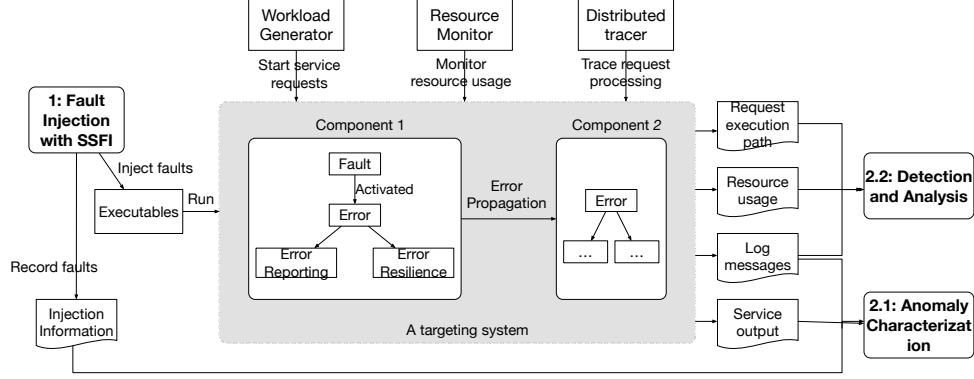 Workload
Generator
Resource
Monitor
Distributed
tracer
Start service
requests
Monitor
resource usage
Trace request
processing
1: Fault
Injection
with SSFI
Inject faults
Executables
Run
Record faults
Injection
Information
Component 1
Fault
Activated
Error
Error
Reporting
Error
Resilience
Error
Propagation
Component 2
Error
...
...
A targeting system
Request
execution
path
Resource
usage
Log
messages
Service
output
2.2: Detection
and Analysis
2.1: Anomaly
Characterizat
ion